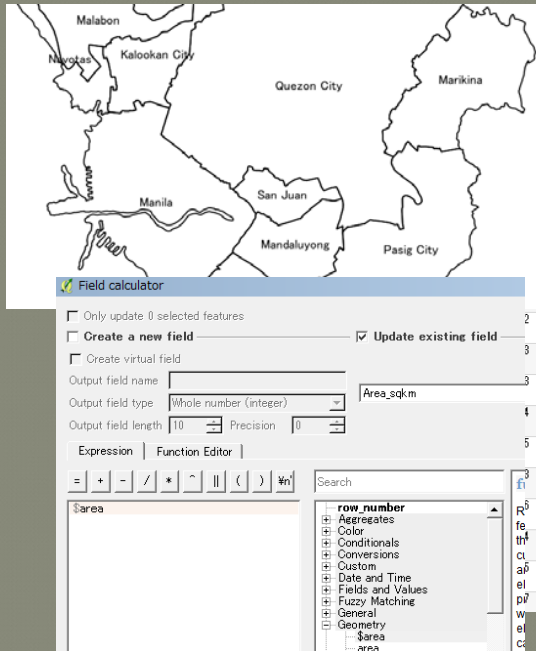 Malabon
Navotas
Kalookan City
Quezon City
Marikina
Manila
San Juan
Mandaluyong
Pasig City
Field calculator
Only update 0 selected features
Create a new field
Update existing field
Create virtual field
Output field name
Output field type Whole number (integer)
Area_sqkm
Output field length 10 Precision 0
Expression Function Editor
= + - / * ^ || ( ) ¥n'
Search
$area
row_number
Aggregates
Color
Conditionals
Conversions
Custom
Date and Time
Fields and Values
Fuzzy Matching
General
Geometry
$area
area